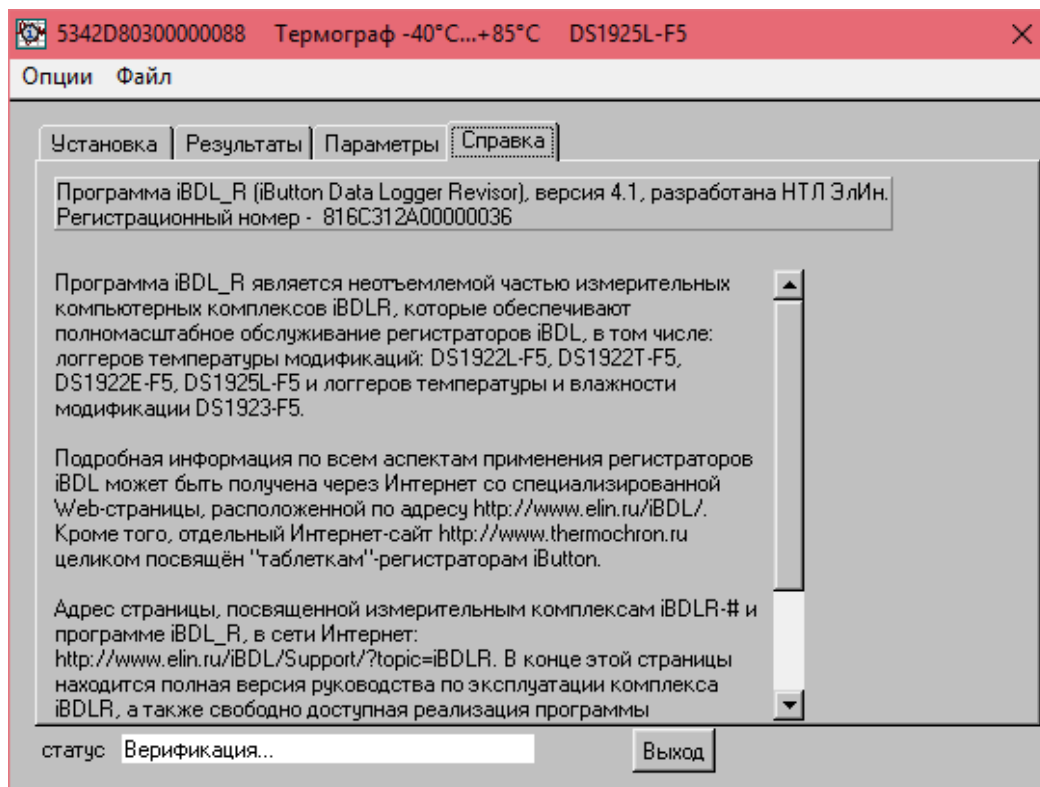 5342D80300000088 Термограф -40°C...+85°C DS1925L-F5
Опции Файл
Установка Результаты Параметры Справка
Программа iBDL_R (iButton Data Logger Revisor), версия 4.1, разработана НТЛ ЭлИн.
Регистрационный номер - 816C312A00000036
Программа iBDL_R является неотъемлемой частью измерительных
компьютерных комплексов iBDLR, которые обеспечивают
полномасштабное обслуживание регистраторов iBDL, в том числе:
логгеров температуры модификаций: DS1922L-F5, DS1922T-F5,
DS1922E-F5, DS1925L-F5 и логгеров температуры и влажности
модификации DS1923-F5.
Подробная информация по всем аспектам применения регистраторов
iBDL может быть получена через Интернет со специализированной
Web-страницы, расположенной по адресу http://www.elin.ru/iBDL/.
Кроме того, отдельный Интернет-сайт http://www.thermochron.ru
целиком посвящён "таблеткам"-регистраторам iButton.
Адрес страницы, посвященной измерительным комплексам iBDLR-# и
программе iBDL_R, в сети Интернет:
http://www.elin.ru/iBDL/Support/?topic=iBDLR. В конце этой страницы
находится полная версия руководства по эксплуатации комплекса
iBDLR, а также свободно доступная реализация программы
статус Верификация... Выход